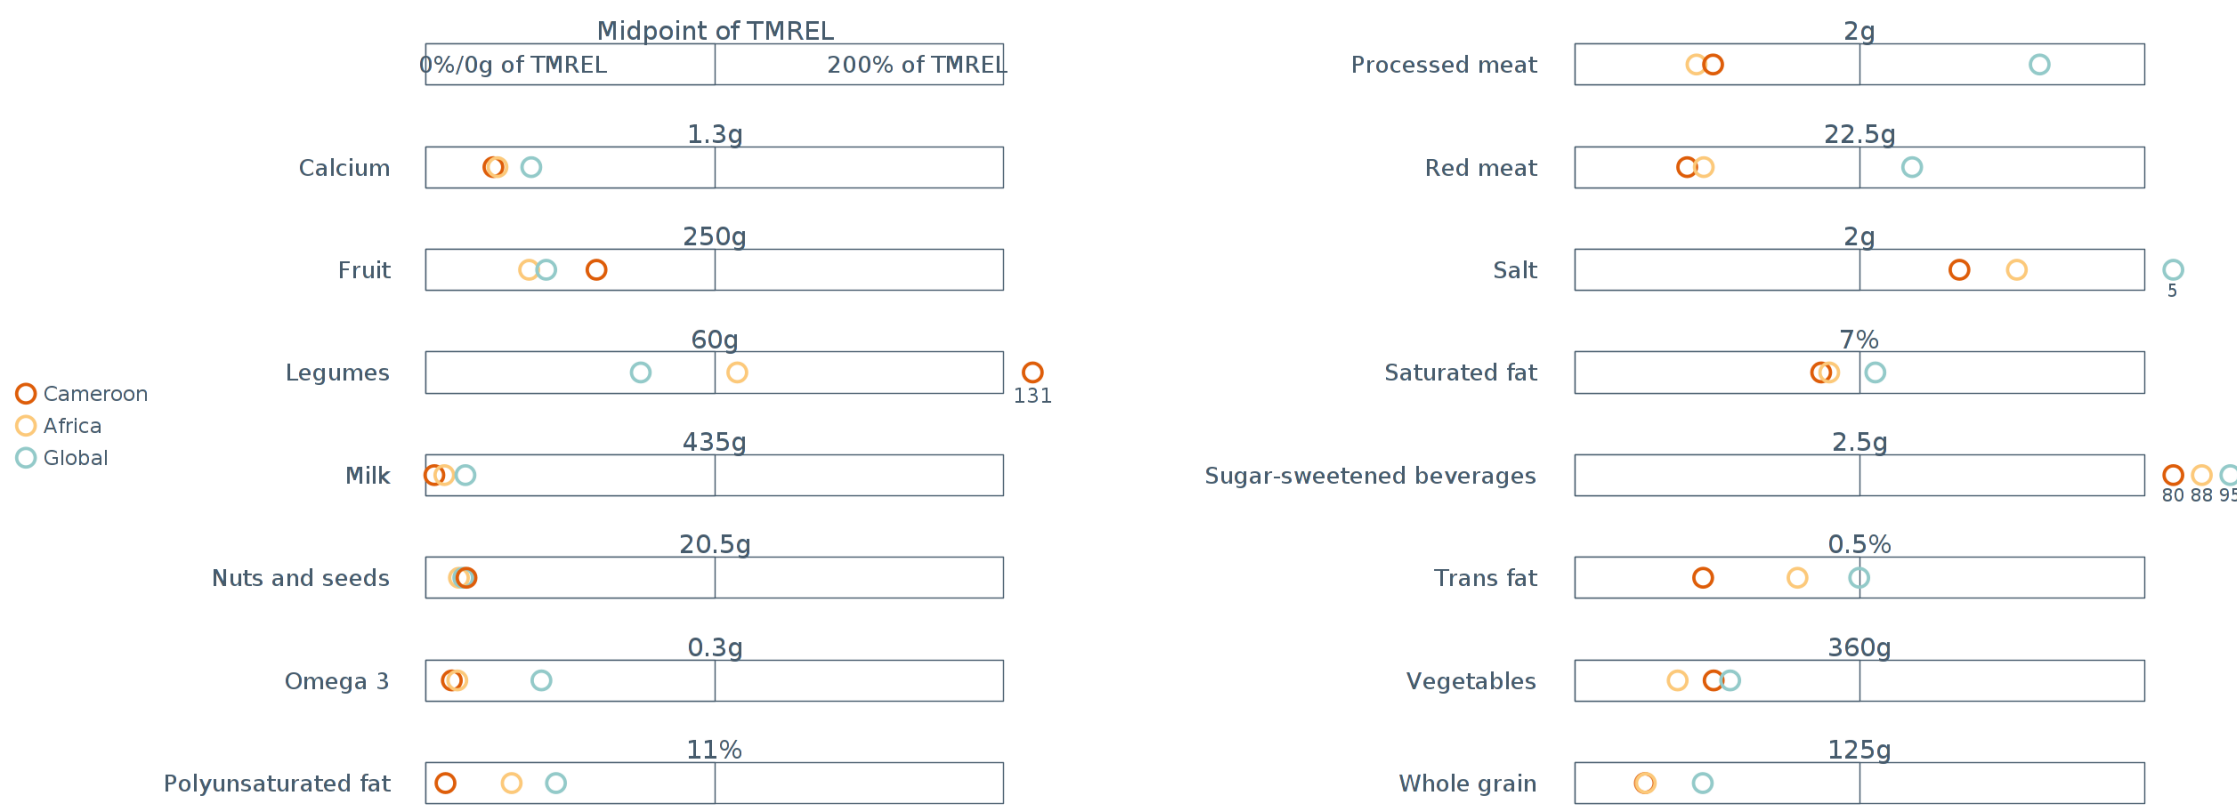 Midpoint of TMREL
0%/0g of TMREL
200% of TMREL
1.3g
Calcium
250g
Fruit
60g
Legumes
131
435g
Milk
20.5g
Nuts and seeds
0.3g
Omega 3
11%
Polyunsaturated fat
Cameroon
Africa
Global
2g
Processed meat
22.5g
Red meat
2g
Salt
5
7%
Saturated fat
2.5g
Sugar-sweetened beverages
80 88 95
0.5%
Trans fat
360g
Vegetables
125g
Whole grain